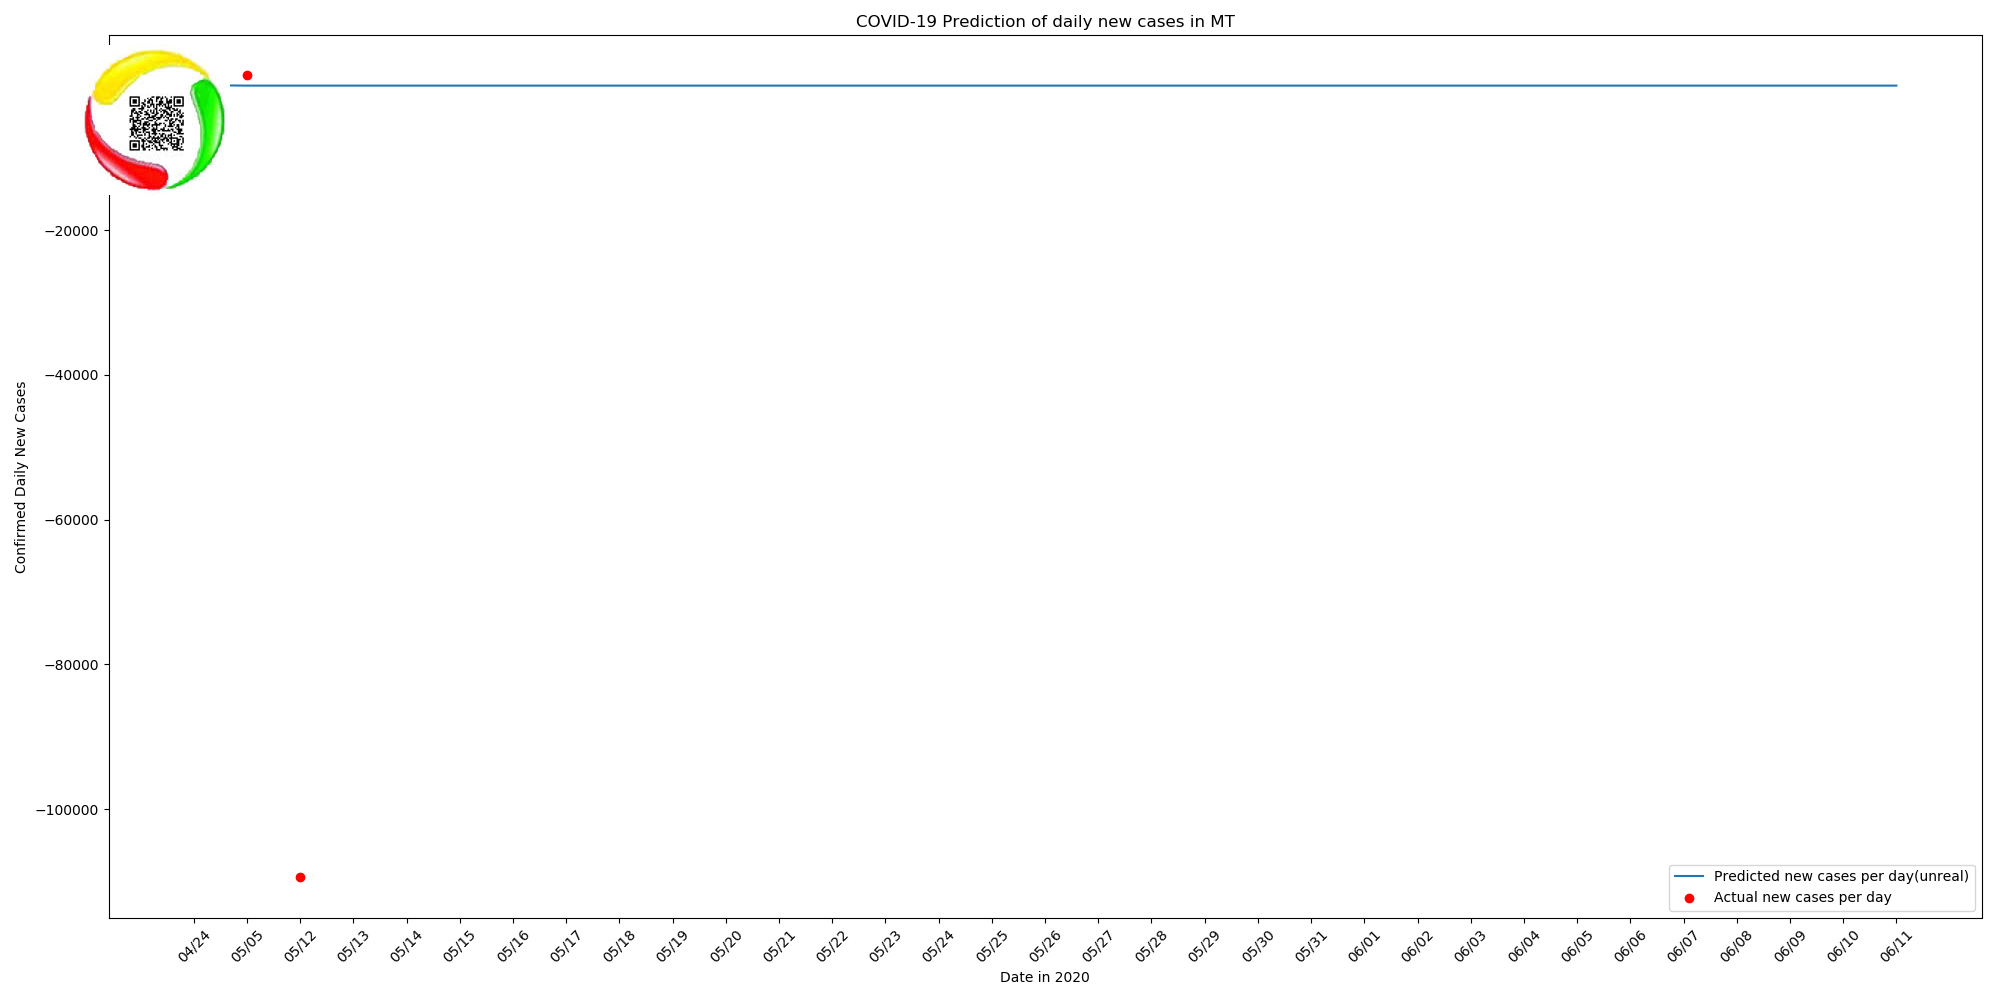 COVID-19 Prediction of daily new cases in MT
−20000
−40000
−60000
−80000
−100000
Confirmed Daily New Cases
Predicted new cases per day(unreal)
Actual new cases per day
04/24 05/05 05/12 05/13 05/14 05/15 05/16 05/17 05/18 05/19 05/20 05/21 05/22 05/23 05/24 05/25 05/26 05/27 05/28 05/29 05/30 05/31 06/01 06/02 06/03 06/04 06/05 06/06 06/07 06/08 06/09 06/10 06/11
Date in 2020